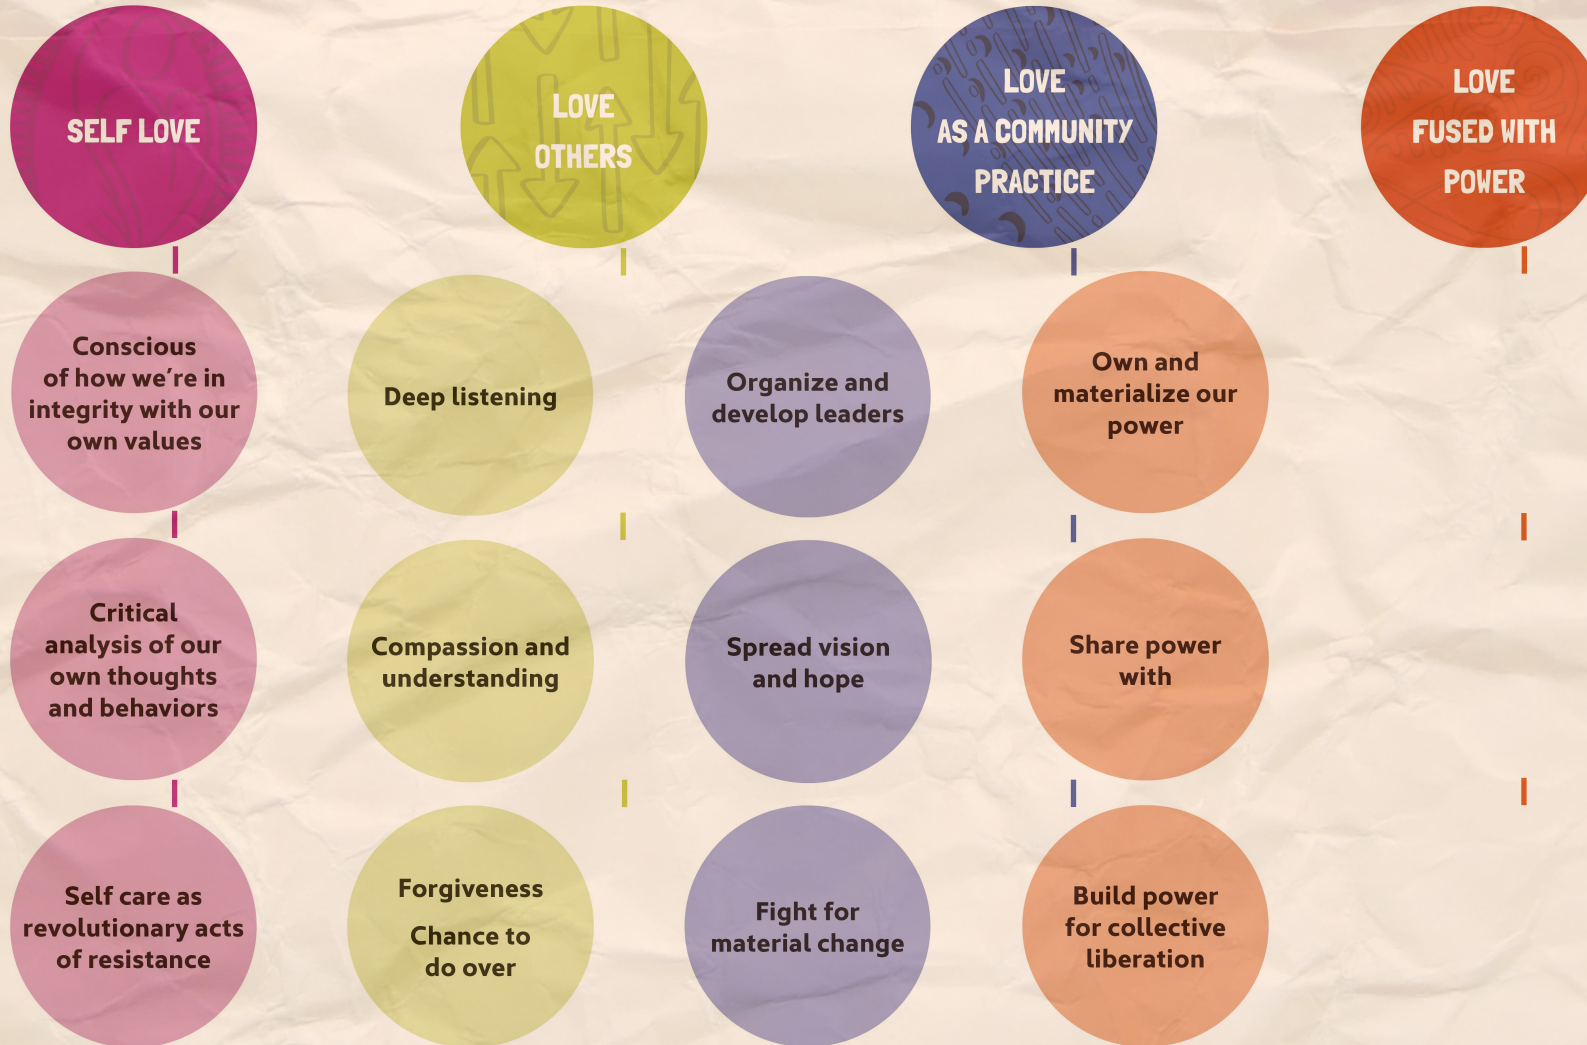 SELF LOVE
LOVE
OTHERS
LOVE
AS A COMMUNITY
PRACTICE
LOVE
FUSED WITH
POWER
Conscious
of how we’re in
integrity with our
own values
Deep listening
Organize and
develop leaders
Own and
materialize our
power
Critical
analysis of our
own thoughts
and behaviors
Compassion and
understanding
Spread vision
and hope
Share power
with
Self care as
revolutionary acts
of resistance
Forgiveness
Chance to
do over
Fight for
material change
Build power
for collective
liberation